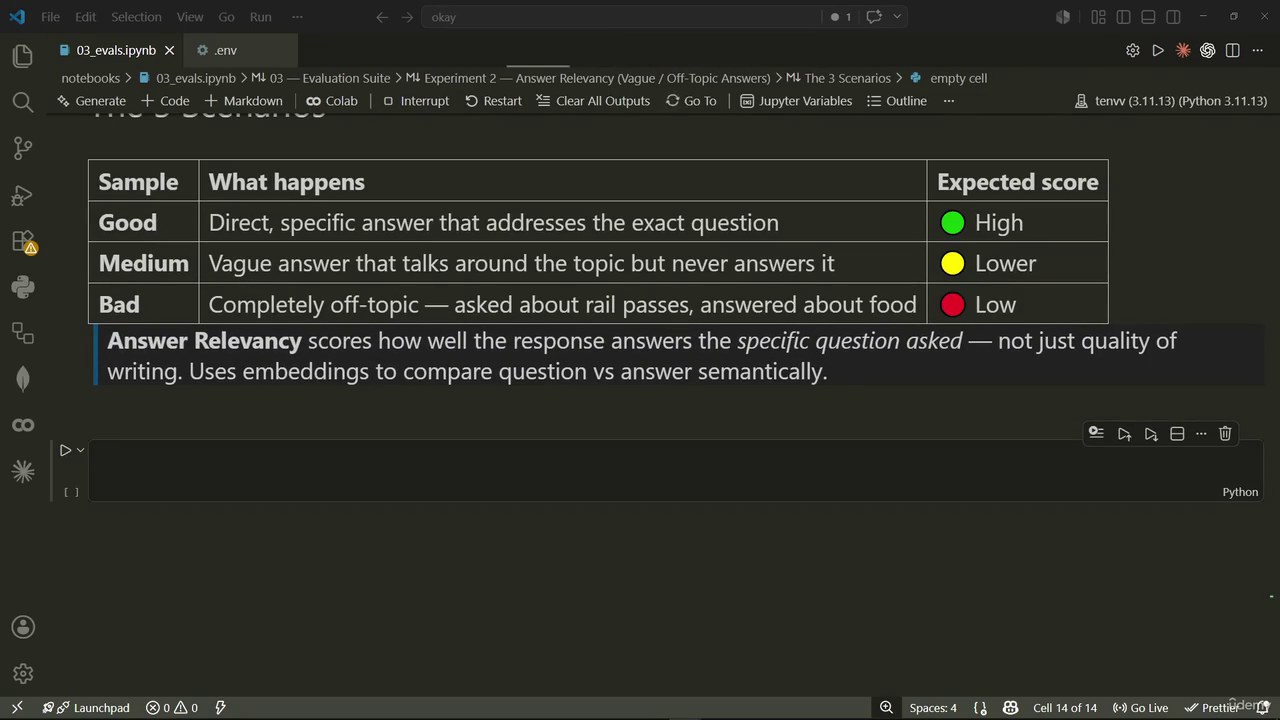 File Edit Selection View Go Run ··· okay 1
03_evals.ipynb .env
notebooks > 03_evals.ipynb > M↓ 03 — Evaluation Suite > M↓ Experiment 2 — Answer Relevancy (Vague / Off-Topic Answers) > M↓ The 3 Scenarios > empty cell
Generate + Code + Markdown Colab Interrupt Restart Clear All Outputs Go To Jupyter Variables Outline ··· tenvv (3.11.13) (Python 3.11.13)
The 3 Scenarios
Sample What happens Expected score
Good Direct, specific answer that addresses the exact question High
Medium Vague answer that talks around the topic but never answers it Lower
Bad Completely off-topic — asked about rail passes, answered about food Low
Answer Relevancy scores how well the response answers the specific question asked — not just quality of
writing. Uses embeddings to compare question vs answer semantically.
[ ] Python
Launchpad 0 0 Spaces: 4 Cell 14 of 14 Go Live Prettier
ûdemy